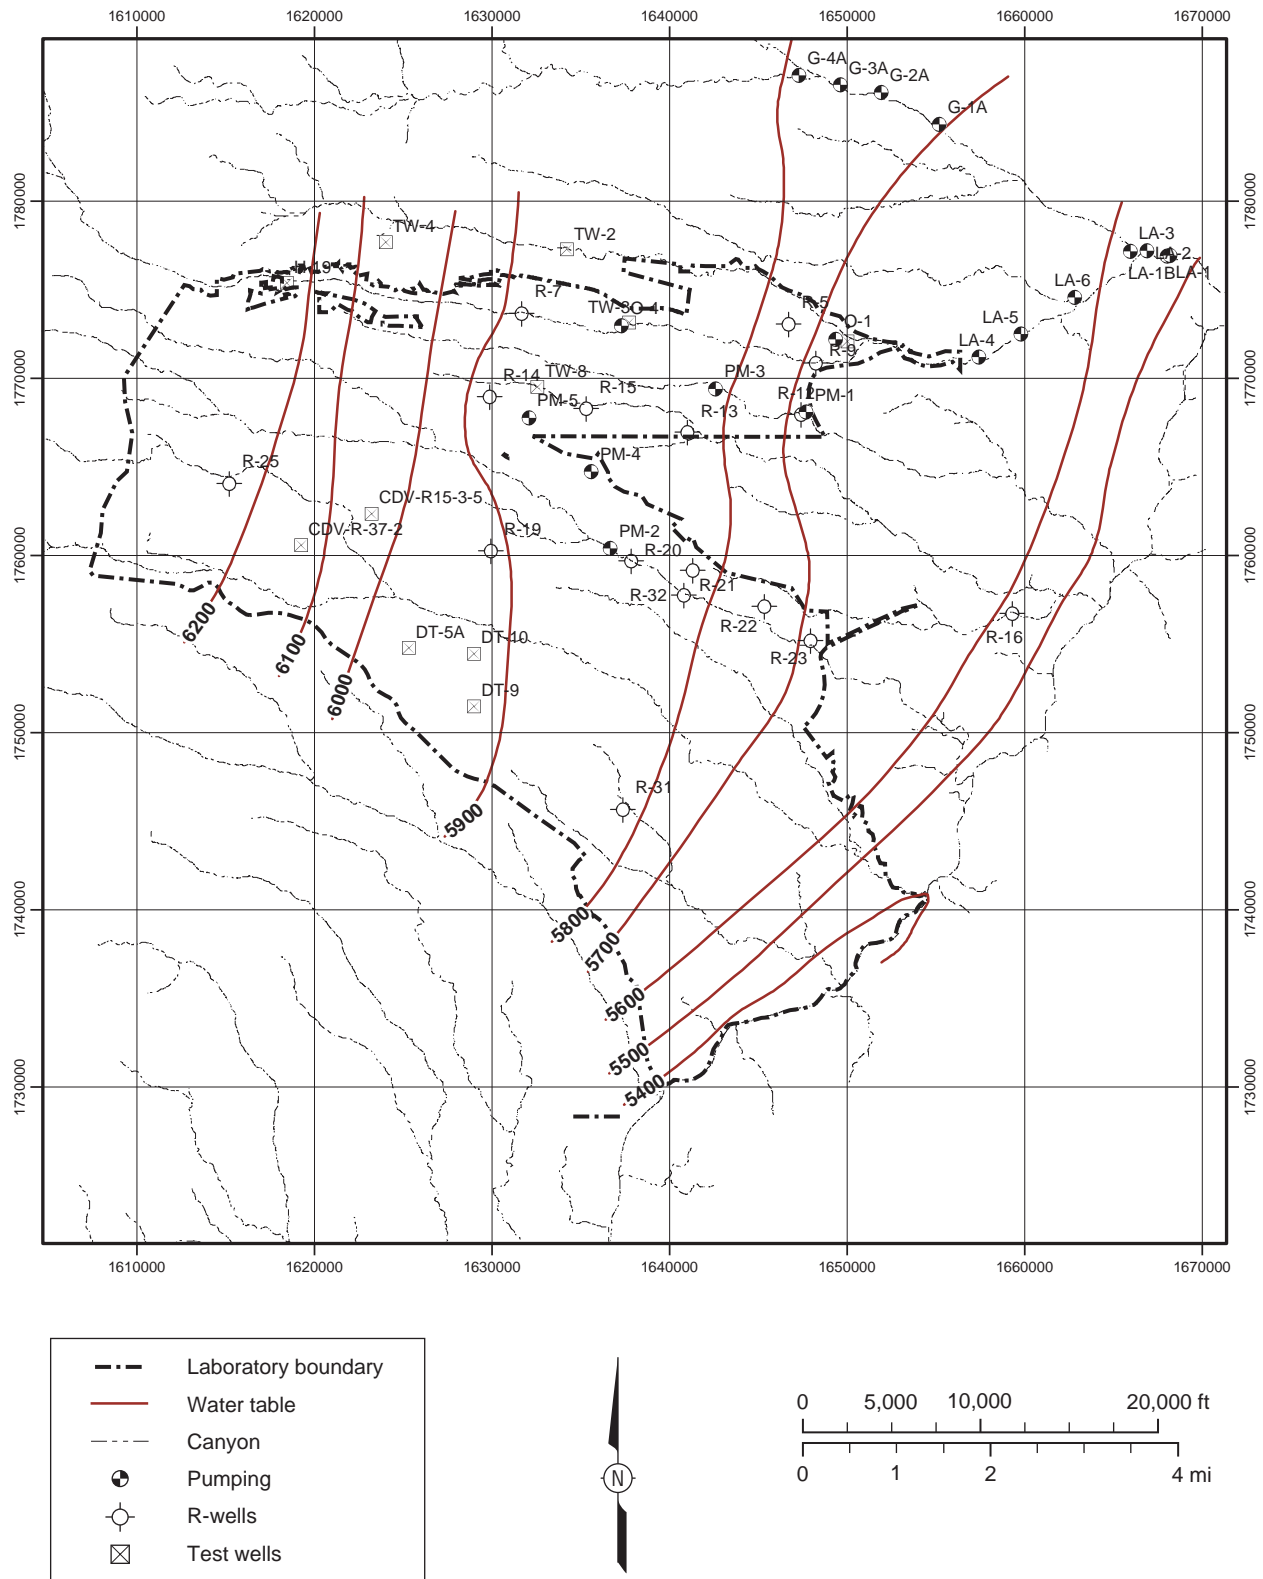 1610000 1620000 1630000 1640000 1650000 1660000 1670000
G-4A
G-3A
G-2A
G-1A
1780000
1780000
TW-4
TW-2
LA-3
LA-2
LA-1B
LA-1
H-19
R-7
LA-6
TW-3
O-4
R-5
O-1
LA-5
LA-4
R-9
1770000
1770000
R-14
TW-8
R-15
PM-3
PM-5
R-13
R-12
PM-1
PM-4
R-25
CDV-R15-3-5
CDV-R-37-2
R-19
PM-2
R-20
1760000
1760000
R-21
R-32
R-22
R-16
R-23
6200
6100
6000
DT-5A
DT-10
DT-9
1750000
1750000
R-31
5900
5800
5700
1740000
1740000
5600
5500
5400
1730000
1730000
1610000 1620000 1630000 1640000 1650000 1660000 1670000
Laboratory boundary
Water table
Canyon
Pumping
R-wells
Test wells
N
0 5,000 10,000 20,000 ft
0 1 2 4 mi